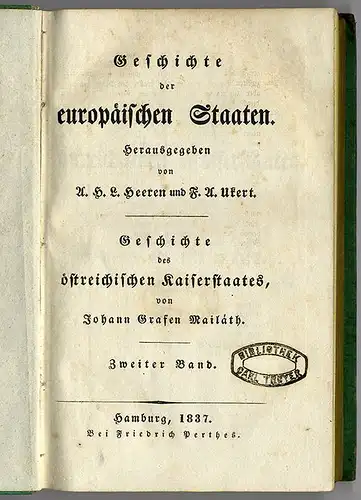 Geschichte
der
europäischen Staaten.
Herausgegeben
von
A. H. L. Heeren und F. A. Ukert.
Geschichte
des
östreichischen Kaiserstaates,
von
Johann Grafen Mailáth.
Zweiter Band.
BIBLIOTHEK
CARL
Hamburg, 1837.
Bei Friedrich Perthes.